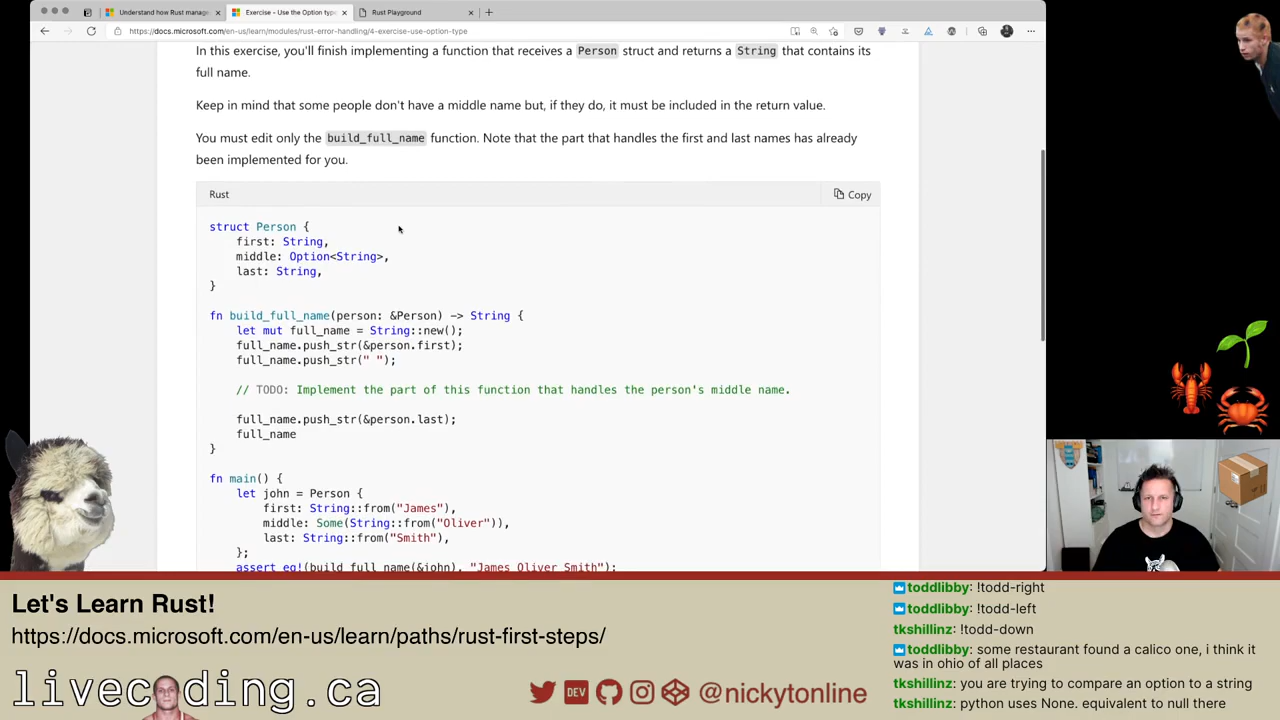 Understand how Rust manage
Exercise - Use the Option typ
Rust Playground
https://docs.microsoft.com/en-us/learn/modules/rust-error-handling/4-exercise-use-option-type
In this exercise, you'll finish implementing a function that receives a Person struct and returns a String that contains its
full name.
Keep in mind that some people don't have a middle name but, if they do, it must be included in the return value.
You must edit only the build_full_name function. Note that the part that handles the first and last names has already
been implemented for you.
Rust
Copy
struct Person {
first: String,
middle: Option<String>,
last: String,
}
fn build_full_name(person: &Person) -> String {
let mut full_name = String::new();
full_name.push_str(&person.first);
full_name.push_str(" ");
// TODO: Implement the part of this function that handles the person's middle name.
full_name.push_str(&person.last);
full_name
}
fn main() {
let john = Person {
first: String::from("James"),
middle: Some(String::from("Oliver")),
last: String::from("Smith"),
};
assert_eq!(build_full_name(&john), "James Oliver Smith");
Let's Learn Rust!
https://docs.microsoft.com/en-us/learn/paths/rust-first-steps/
livecoding.ca
DEV
@nickytonline
toddlibby: !todd-right
toddlibby: !todd-left
tkshillinz: !todd-down
toddlibby: some restaurant found a calico one, i think it
was in ohio of all places
tkshillinz: you are trying to compare an option to a string
tkshillinz: python uses None. equivalent to null there